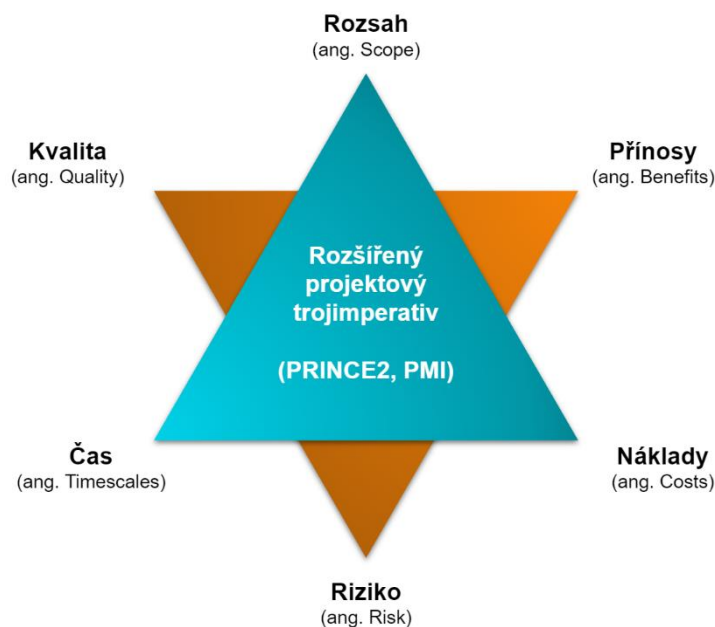 Rozsah
(ang. Scope)
Kvalita
(ang. Quality)
Přínosy
(ang. Benefits)
Rozšířený
projektový
trojimperativ
(PRINCE2, PMI)
Čas
(ang. Timescales)
Náklady
(ang. Costs)
Riziko
(ang. Risk)